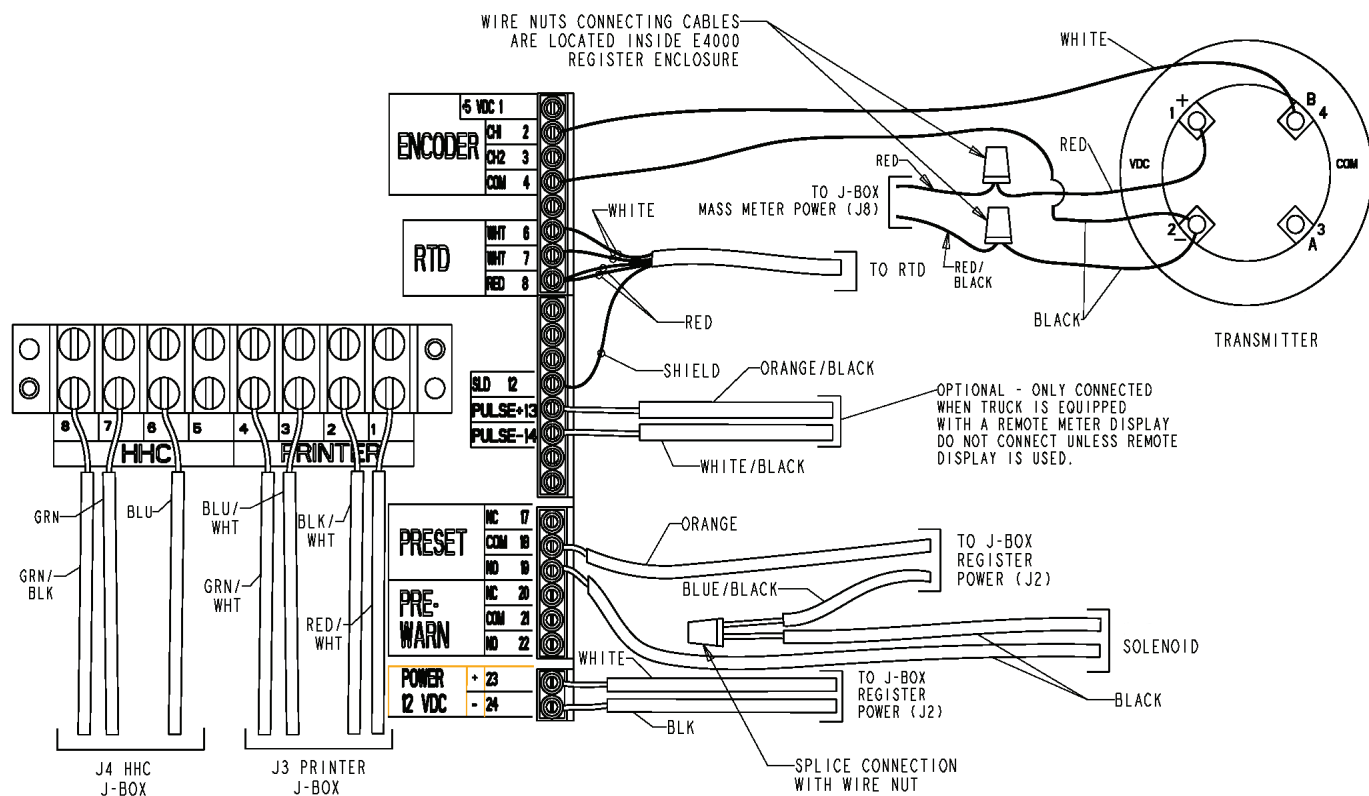 WIRE NUTS CONNECTING CABLES
ARE LOCATED INSIDE E4000
REGISTER ENCLOSURE
WHITE
ENCODER
+5 VDC 1
CH1 2
CH2 3
COM 4
RTD
WHT 6
WHT 7
RED 8
WHITE
RED
SHIELD
TO RTD
SLD 12
PULSE+13
PULSE-14
ORANGE/BLACK
WHITE/BLACK
OPTIONAL - ONLY CONNECTED
WHEN TRUCK IS EQUIPPED
WITH A REMOTE METER DISPLAY
DO NOT CONNECT UNLESS REMOTE
DISPLAY IS USED.
RED
TO J-BOX
MASS METER POWER (J8)
RED/
BLACK
RED
BLACK
+
1
B
4
VDC
COM
2
-
3
A
TRANSMITTER
8 7 6 5 4 3 2 1
HHC PRINTER
GRN
GRN/
BLK
BLU
BLU/
WHT
GRN/
WHT
BLK/
WHT
RED/
WHT
J4 HHC
J-BOX
J3 PRINTER
J-BOX
PRESET
NC 17
COM 18
NO 19
PRE-
WARN
NC 20
COM 21
NO 22
POWER
12 VDC
+ 23
- 24
ORANGE
TO J-BOX
REGISTER
POWER (J2)
BLUE/BLACK
SOLENOID
BLACK
WHITE
BLK
TO J-BOX
REGISTER
POWER (J2)
SPLICE CONNECTION
WITH WIRE NUT